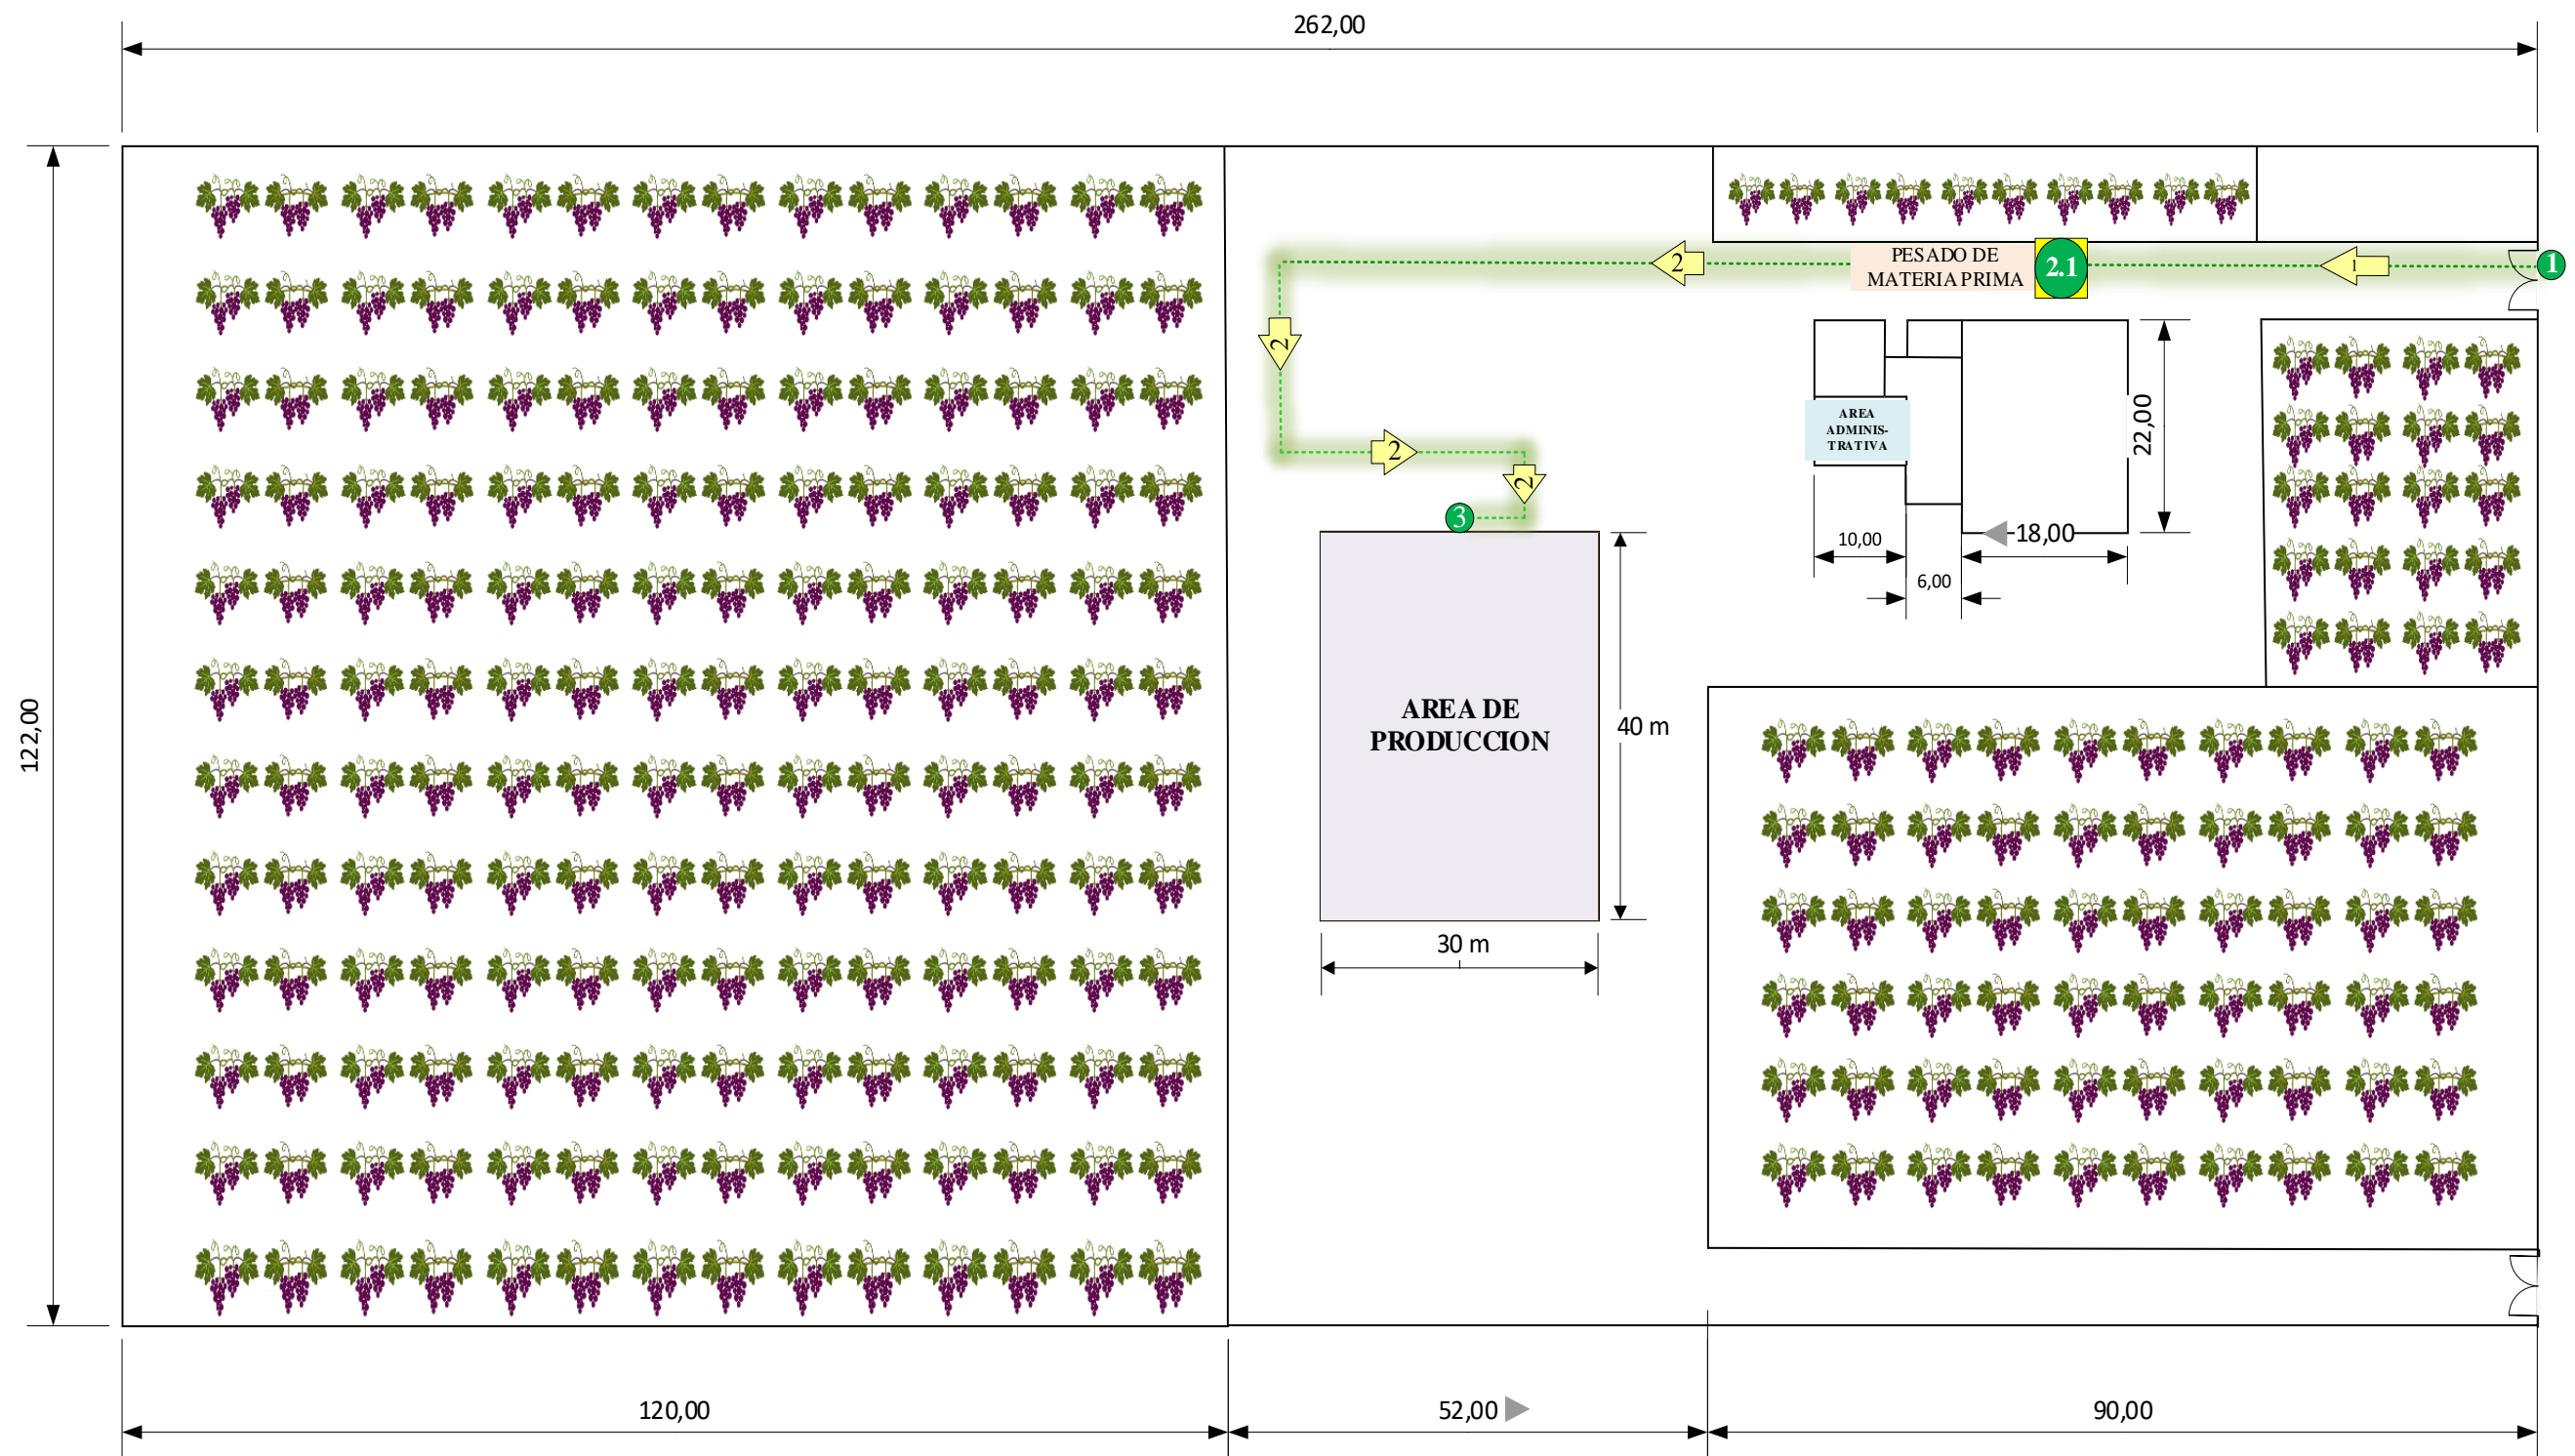 262,00
PESADO DE
MATERIA PRIMA
2.1
2
1
1
2
AREA
ADMINIS-
TRATIVA
22,00
2
2
3
10,00
18,00
6,00
AREA DE
PRODUCCION
40 m
122,00
30 m
120,00
52,00
90,00